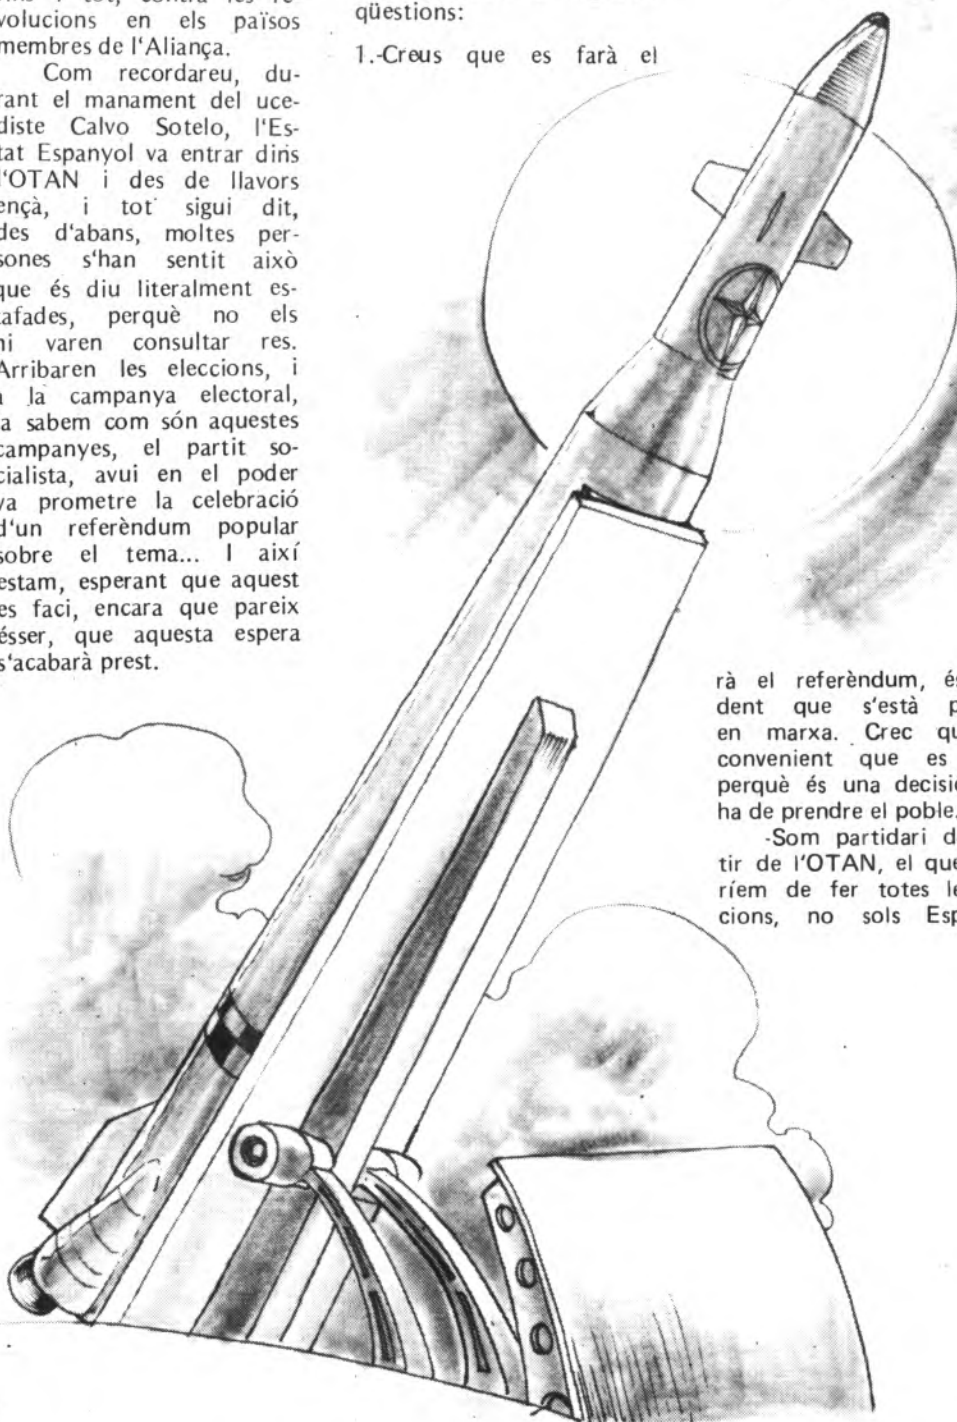 volucions en els països
membres de l'Aliança.
Com recordareu, du-
rant el manament del uce-
diste Calvo Sotelo, l'Es-
tat Espanyol va entrar dins
l'OTAN i des de llavors
ençà, i tot sigui dit,
des d'abans, moltes per-
sones s'han sentit això
que és diu literalment es-
tafades, perquè no els
hi varen consultar res.
Arribaren les eleccions, i
a la campanya electoral,
ja sabem com són aquestes
campanyes, el partit so-
cialista, avui en el poder
va prometre la celebració
d'un referèndum popular
sobre el tema... I així
estam, esperant que aquest
es faci, encara que pareix
ésser, que aquesta espera
s'acabarà prest.
qüestions:
1.-Creus que es farà el
rà el referèndum, és
dent que s'està p
en marxa. Crec qu
convenient que es
perquè és una decisi
ha de prendre el poble.
-Som partidari d
tir de l'OTAN, el que
ríem de fer totes le
cions, no sols Esp